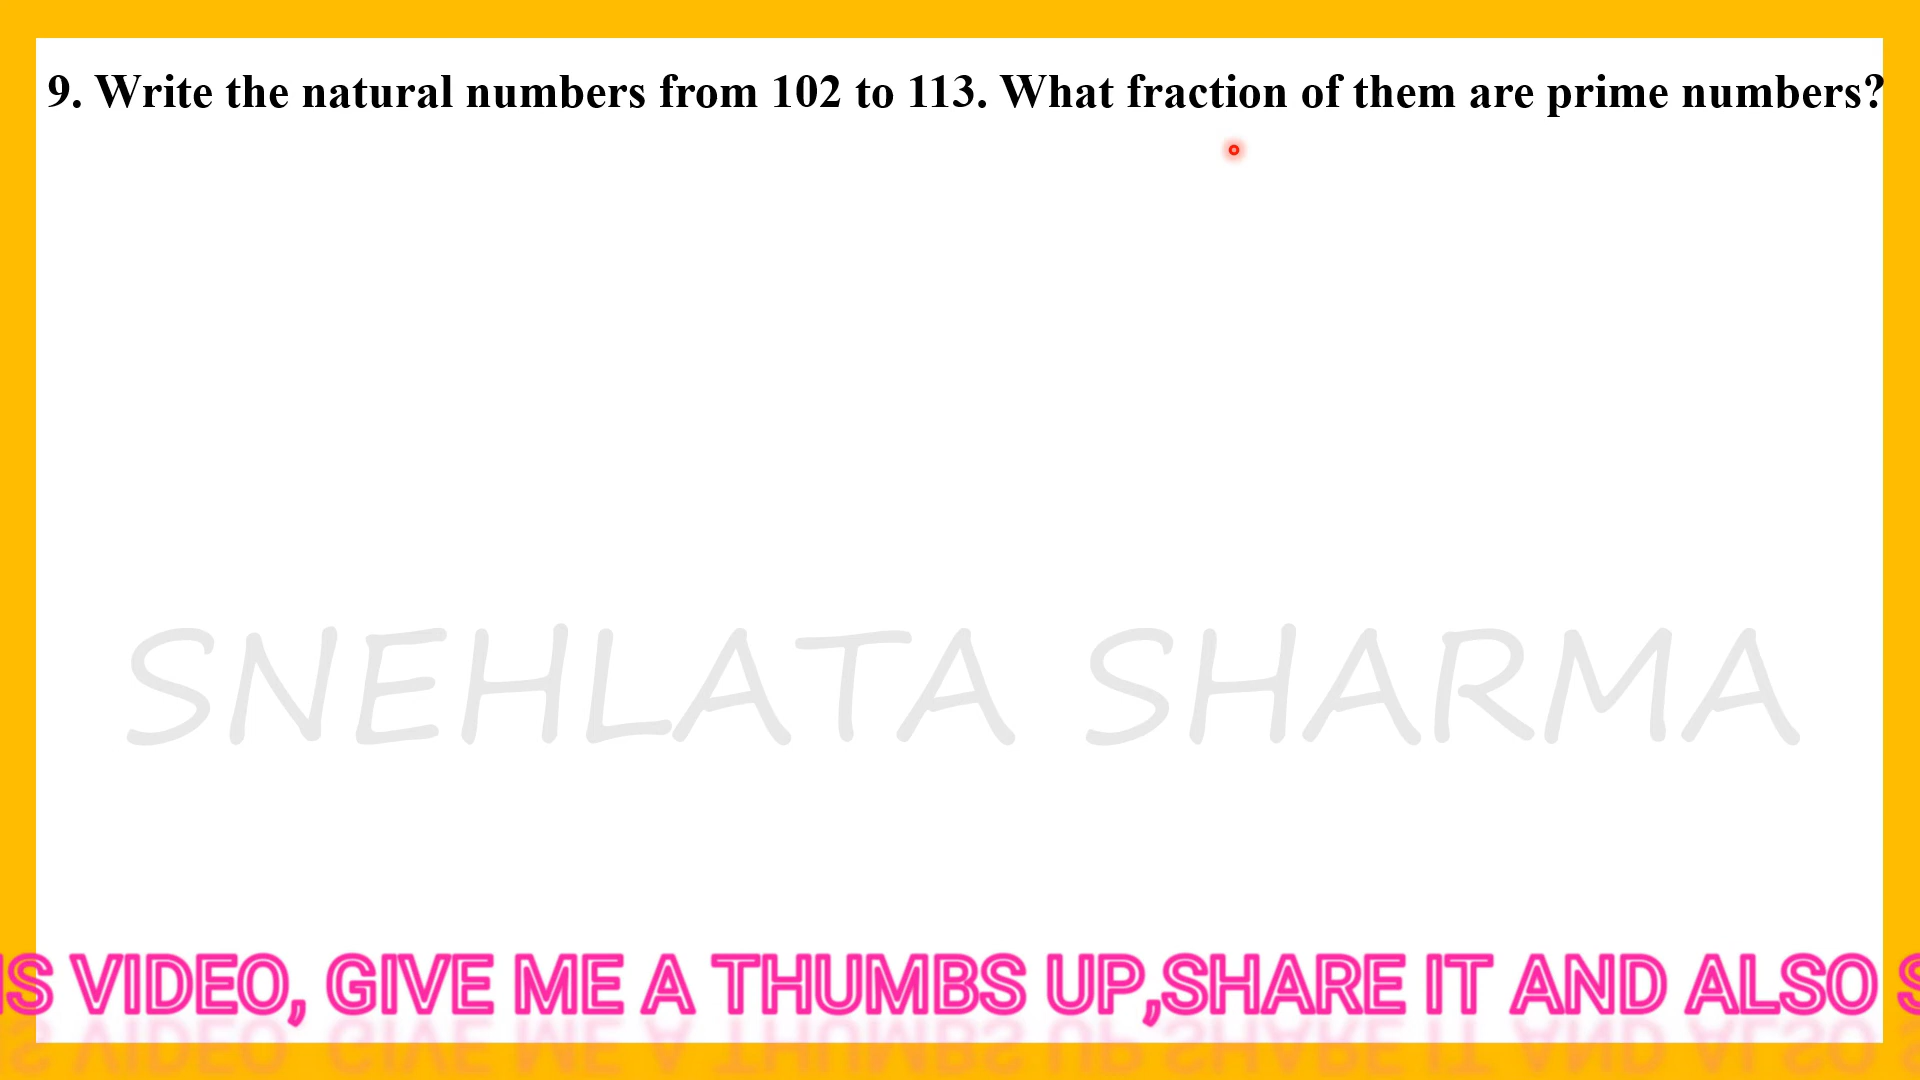 9. Write the natural numbers from 102 to 113. What fraction of them are prime numbers?
SNEHLATA SHARMA
IS VIDEO, GIVE ME A THUMBS UP,SHARE IT AND ALSO S